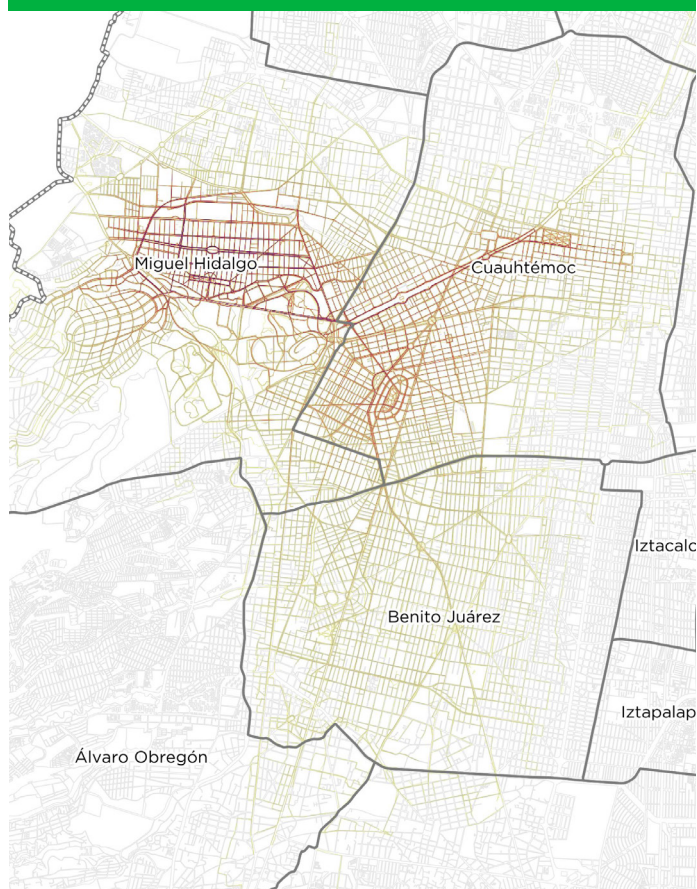 Miguel Hidalgo
Cuauhtémoc
Iztacalc
Benito Juárez
Iztapalap
Álvaro Obregón